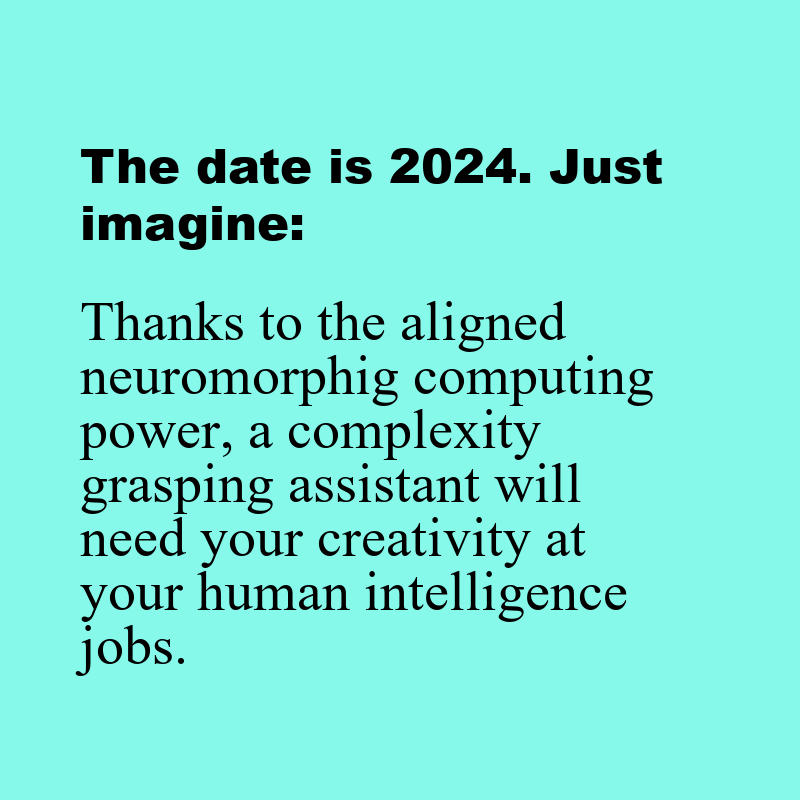 The date is 2024. Just
imagine:
Thanks to the aligned
neuromorphig computing
power, a complexity
grasping assistant will
need your creativity at
your human intelligence
jobs.